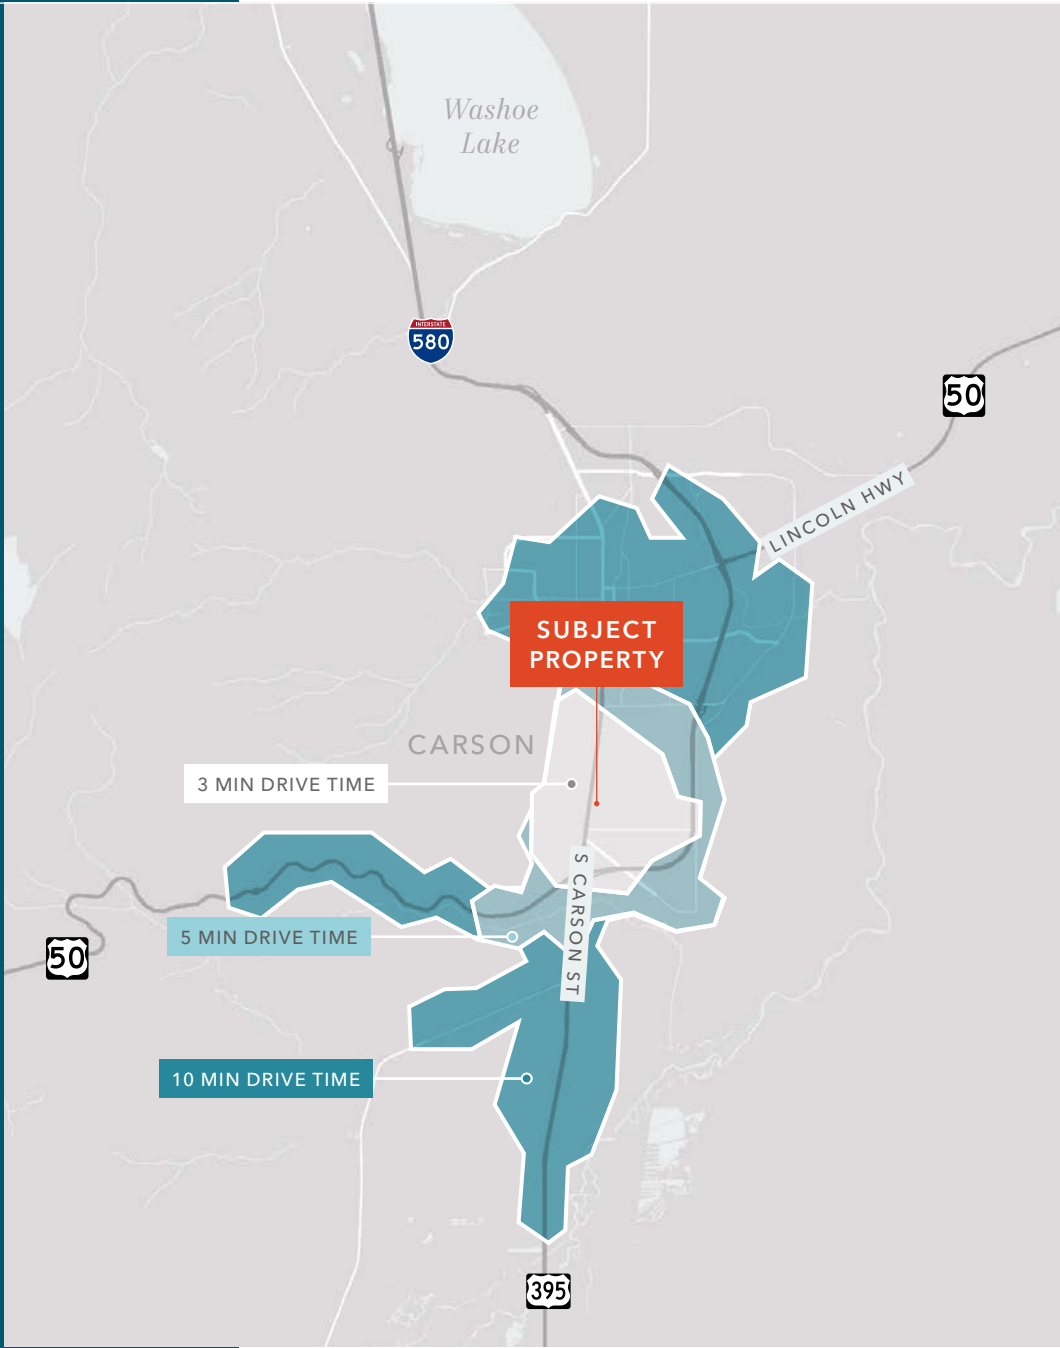 Washoe
Lake
INTERSTATE
580
50
LINCOLN HWY
SUBJECT
PROPERTY
CARSON
3 MIN DRIVE TIME
S CARSON ST
5 MIN DRIVE TIME
50
10 MIN DRIVE TIME
395